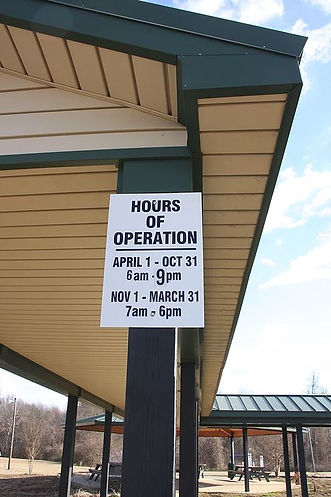 HOURS
OF
OPERATION
APRIL 1 - OCT 31
6am - 9pm
NOV 1 - MARCH 31
7am - 6pm